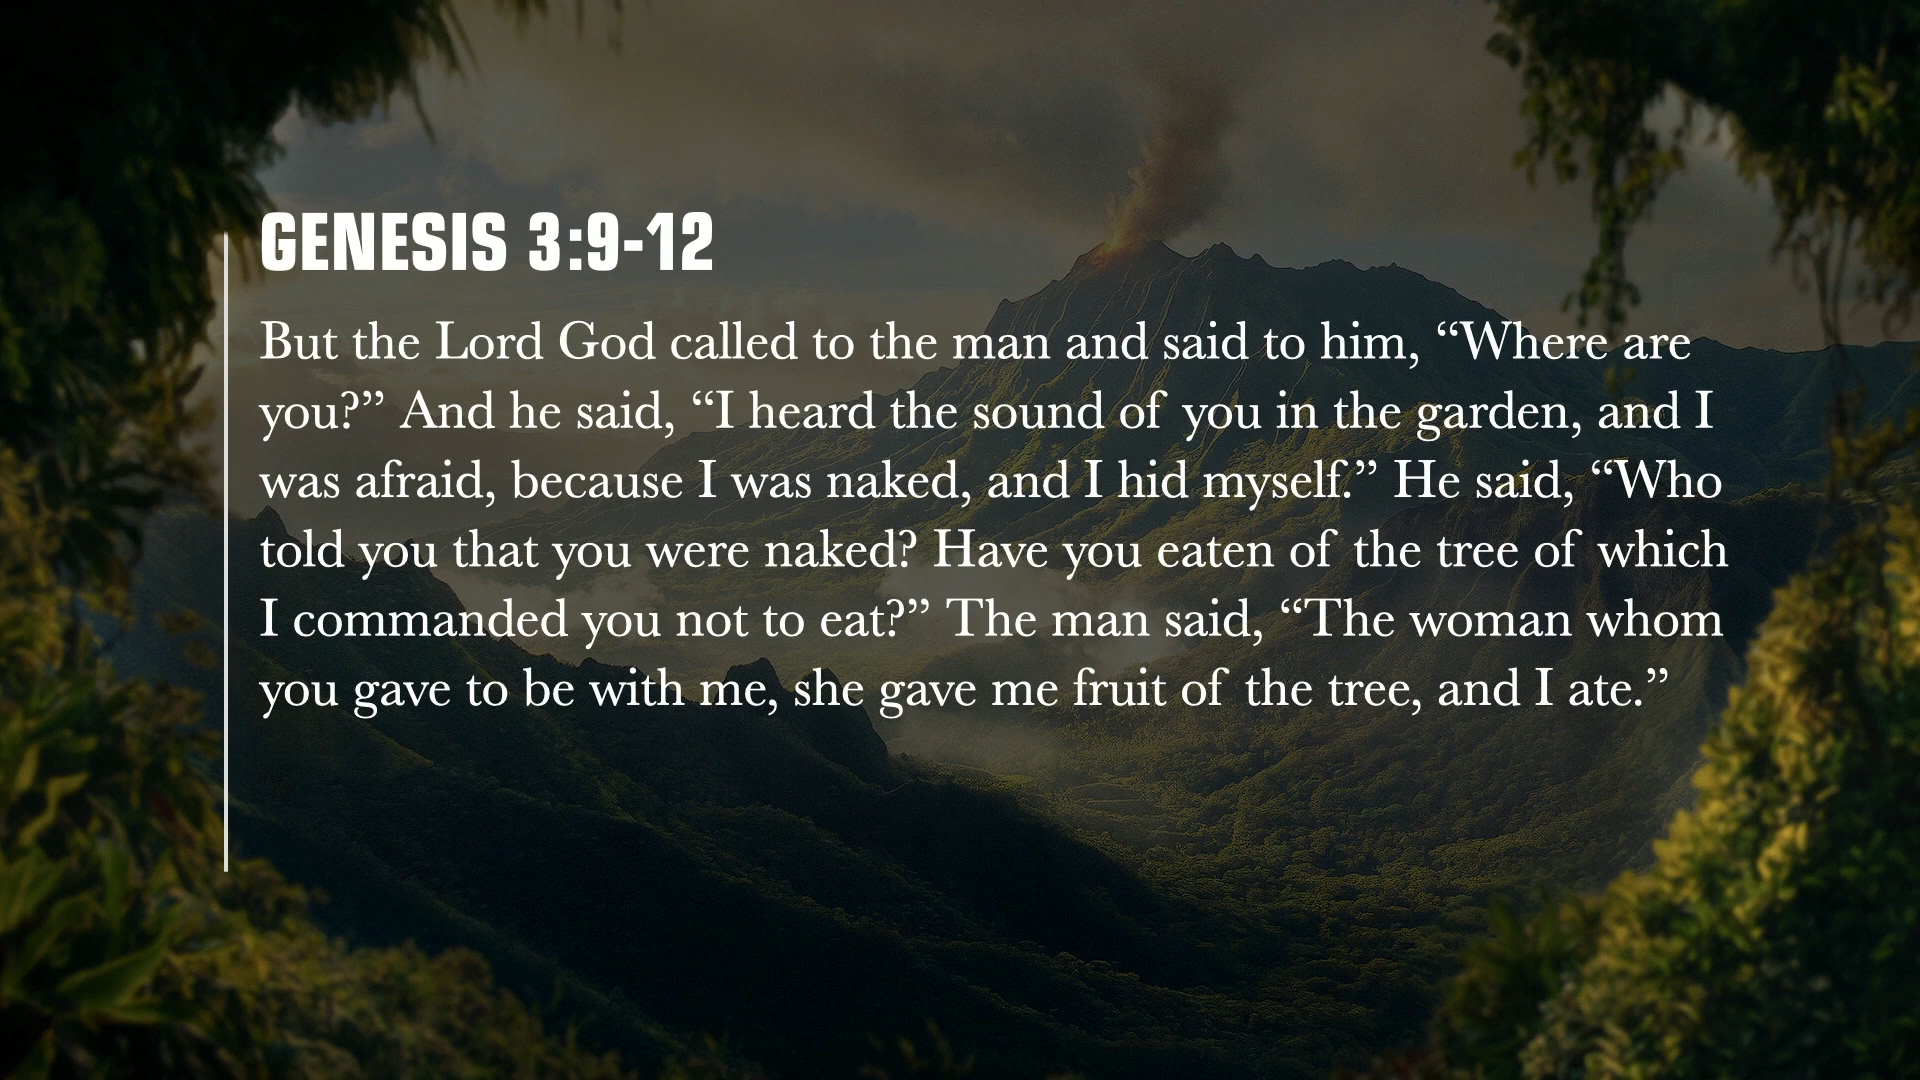 GENESIS 3:9-12
But the Lord God called to the man and said to him, “Where are
you?” And he said, “I heard the sound of you in the garden, and I
was afraid, because I was naked, and I hid myself.” He said, “Who
told you that you were naked? Have you eaten of the tree of which
I commanded you not to eat?” The man said, “The woman whom
you gave to be with me, she gave me fruit of the tree, and I ate.”